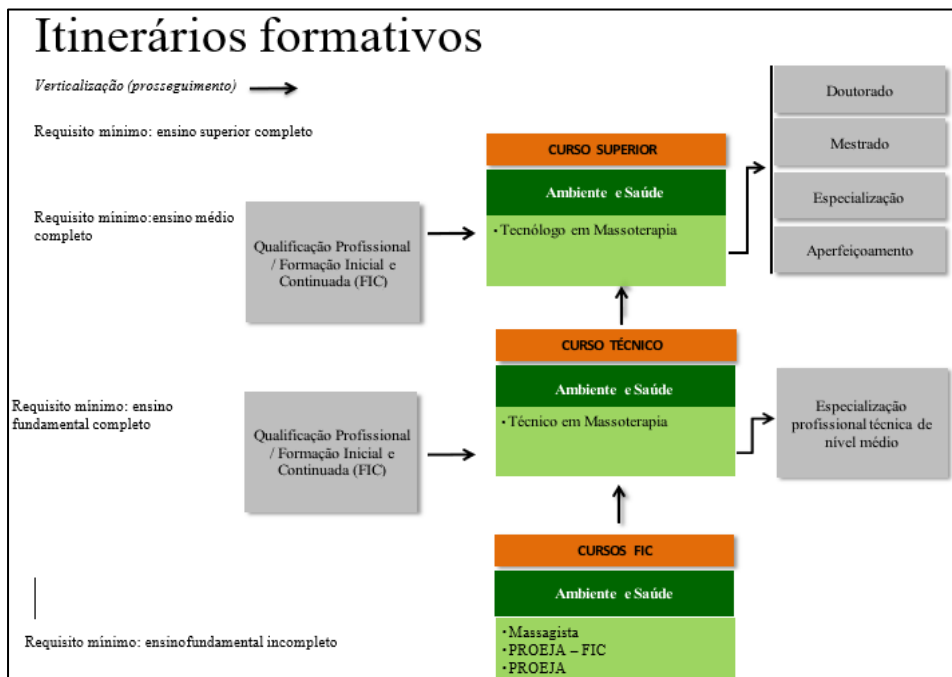 Itinerários formativos
Verticalização (prosseguimento)
Requisito mínimo: ensino superior completo
Requisito mínimo:ensino médio
completo
Qualificação Profissional
/ Formação Inicial e
Continuada (FIC)
CURSO SUPERIOR
Ambiente e Saúde
•Tecnólogo em Massoterapia
Doutorado
Mestrado
Especialização
Aperfeiçoamento
Requisito mínimo: ensino
fundamental completo
Qualificação Profissional
/ Formação Inicial e
Continuada (FIC)
CURSO TÉCNICO
Ambiente e Saúde
•Técnico em Massoterapia
Especialização
profissional técnica de
nível médio
CURSOS FIC
Ambiente e Saúde
•Massagista
•PROEJA – FIC
•PROEJA
Requisito mínimo: ensinofundamental incompleto